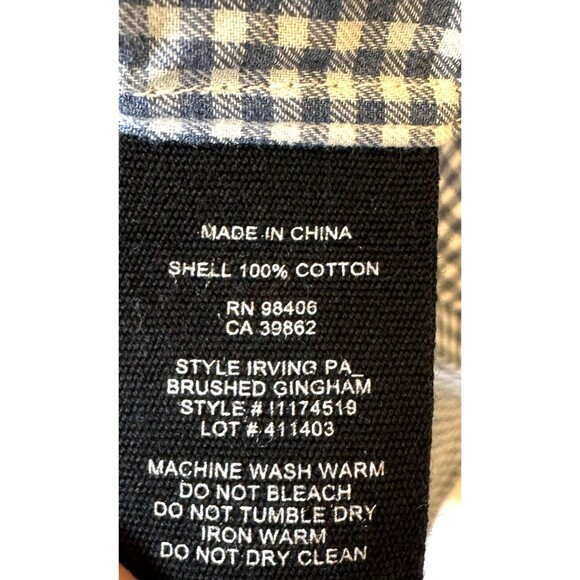 MADE IN CHINA
SHELL 100% COTTON
RN 98406
CA 39862
STYLE IRVING PA_
BRUSHED GINGHAM
STYLE # I1174519
LOT # 411403
MACHINE WASH WARM
DO NOT BLEACH
DO NOT TUMBLE DRY
IRON WARM
DO NOT DRY CLEAN